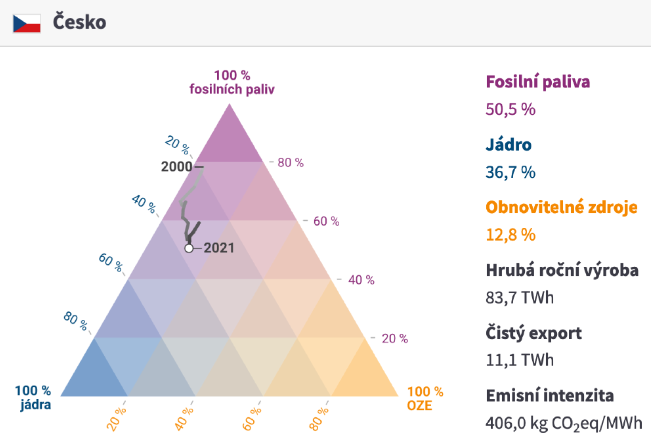 Česko
100 %
fosilních paliv
20 %
2000
80 %
40 %
60 %
2021
60 %
40 %
80 %
20 %
100 %
jádra
100 %
OZE
20 %
40 %
60 %
80 %
Fosilní paliva
50,5 %
Jádro
36,7 %
Obnovitelné zdroje
12,8 %
Hrubá roční výroba
83,7 TWh
Čistý export
11,1 TWh
Emisní intenzita
406,0 kg CO₂eq/MWh